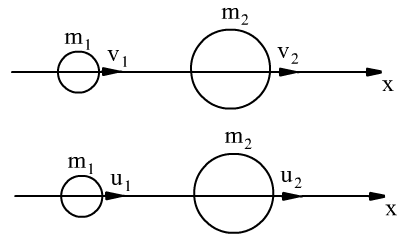 m₁ v₁ m₂ v₂ x
m₁ u₁ m₂ u₂ x